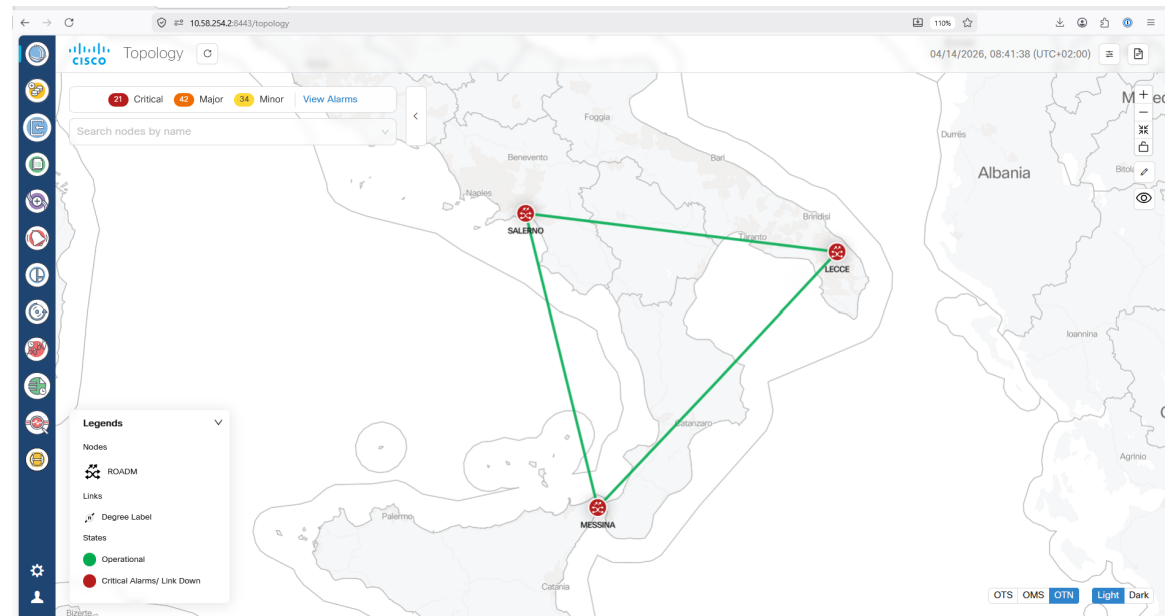 10.58.254.2:8443/topology
110%
CISCO
Topology
04/14/2026, 08:41:38 (UTC+02:00)
21 Critical 42 Major 34 Minor View Alarms
Search nodes by name
Foggia
Durrës
Benevento
Bari
Albania
Bitola
Naples
SALERNO
Brindisi
Taranto
LECCE
Ioannina
Legends
Nodes
ROADM
Links
n° Degree Label
States
Operational
Critical Alarms/ Link Down
Catanzaro
Agrinio
Palermo
MESSINA
Catania
Bizerte
OTS OMS OTN Light Dark